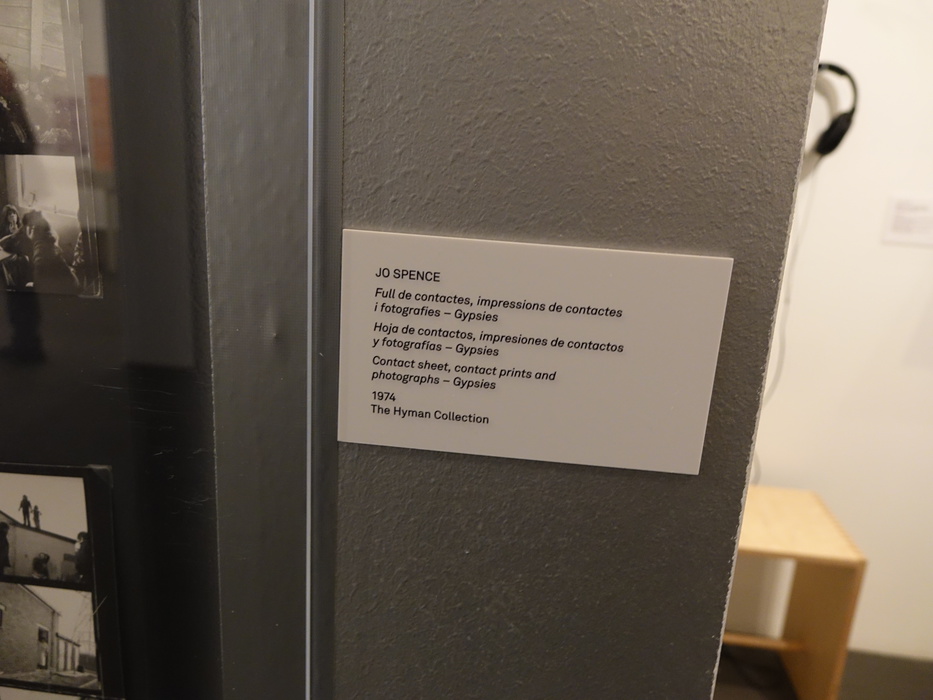 JO SPENCE
Full de contactes, impressions de contactes
i fotografies – Gypsies
Hoja de contactos, impresiones de contactos
y fotografías – Gypsies
Contact sheet, contact prints and
photographs – Gypsies
1974
The Hyman Collection